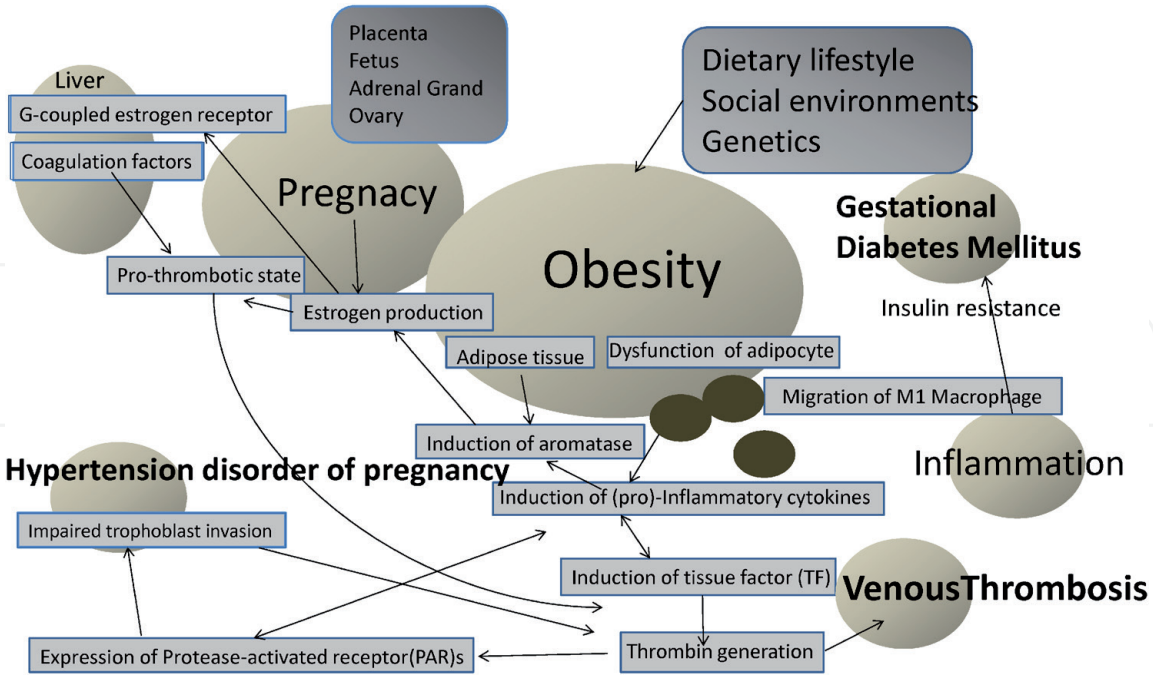 Placenta
Fetus
Adrenal Grand
Ovary
Dietary lifestyle
Social environments
Genetics
Liver
G-coupled estrogen receptor
Coagulation factors
Pregnacy
Gestational
Diabetes Mellitus
Obesity
Pro-thrombotic state
Estrogen production
Insulin resistance
Adipose tissue
Dysfunction of adipocyte
Migration of M1 Macrophage
Induction of aromatase
Hypertension disorder of pregnancy
Inflammation
Induction of (pro)-Inflammatory cytokines
Impaired trophoblast invasion
Induction of tissue factor (TF)
VenousThrombosis
Expression of Protease-activated receptor(PAR)s
Thrombin generation